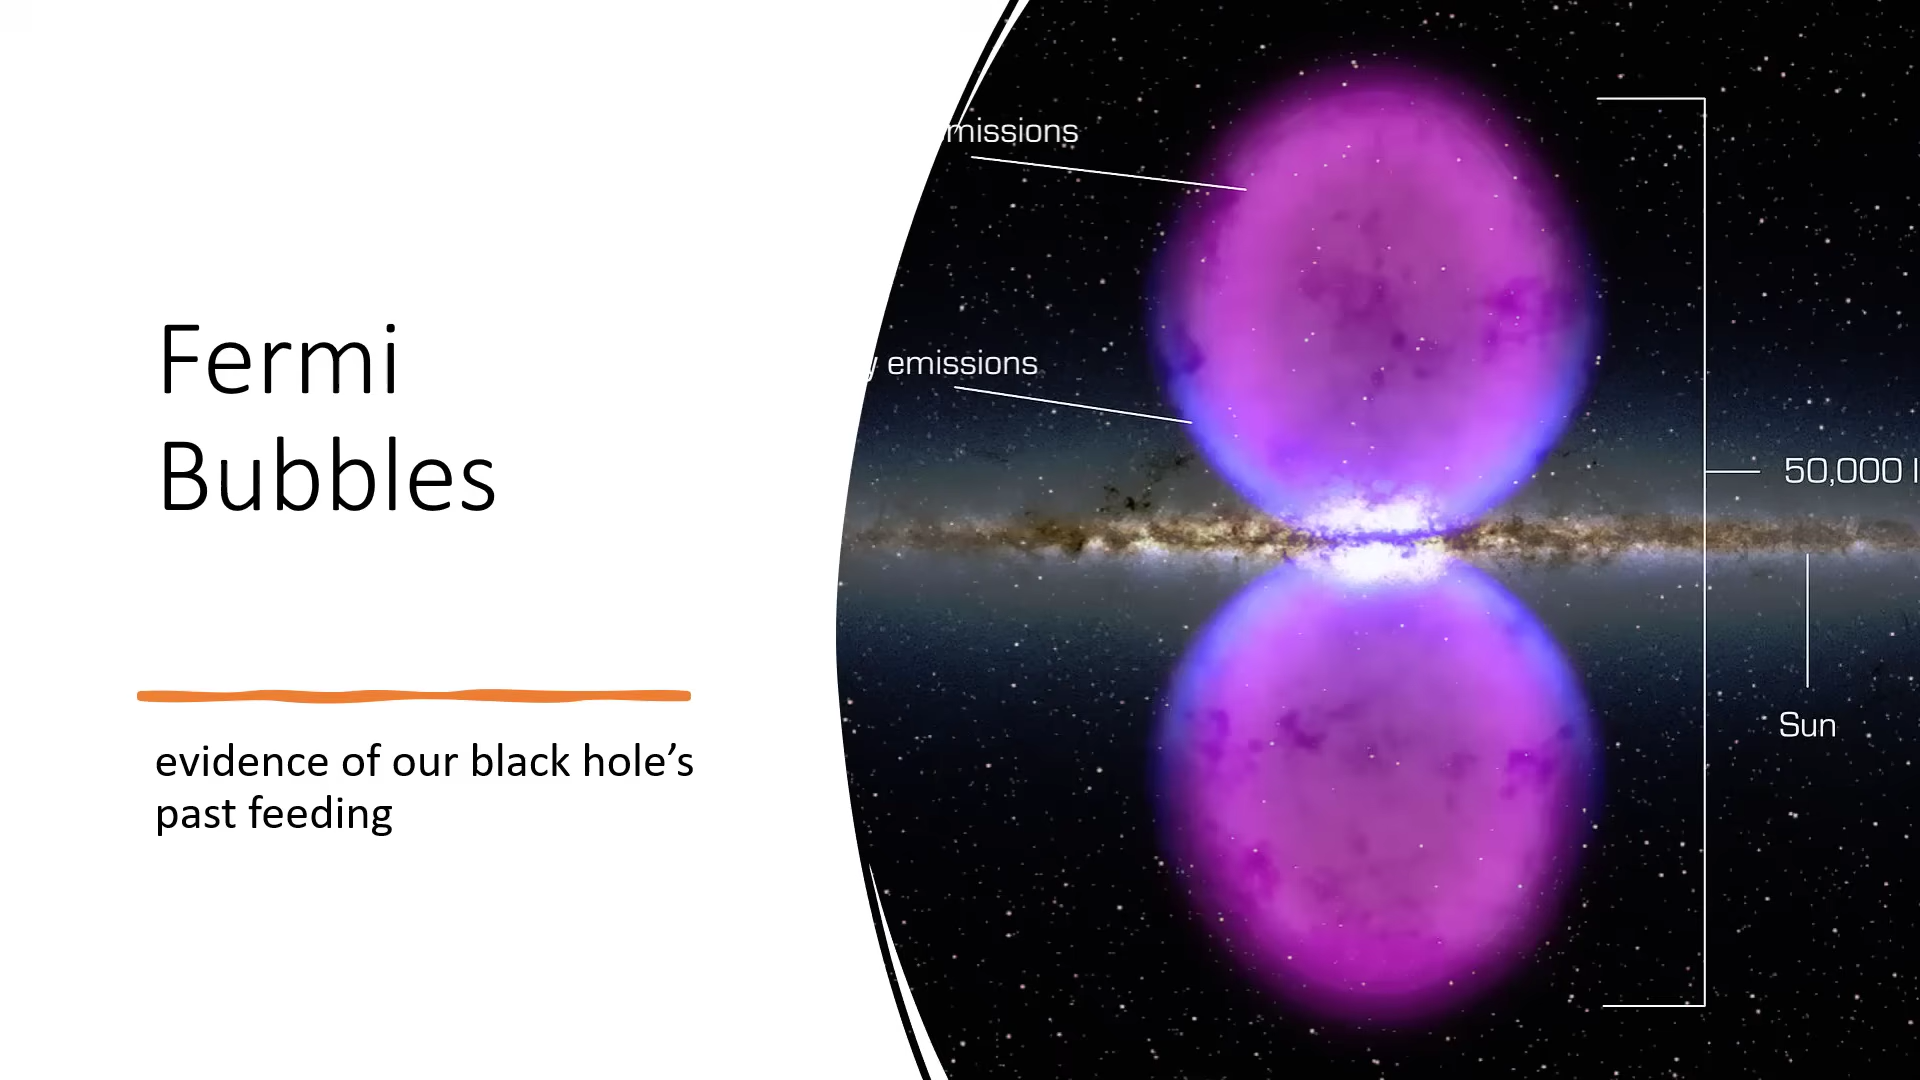 Fermi
Bubbles
evidence of our black hole’s
past feeding
missions
emissions
50,000
Sun